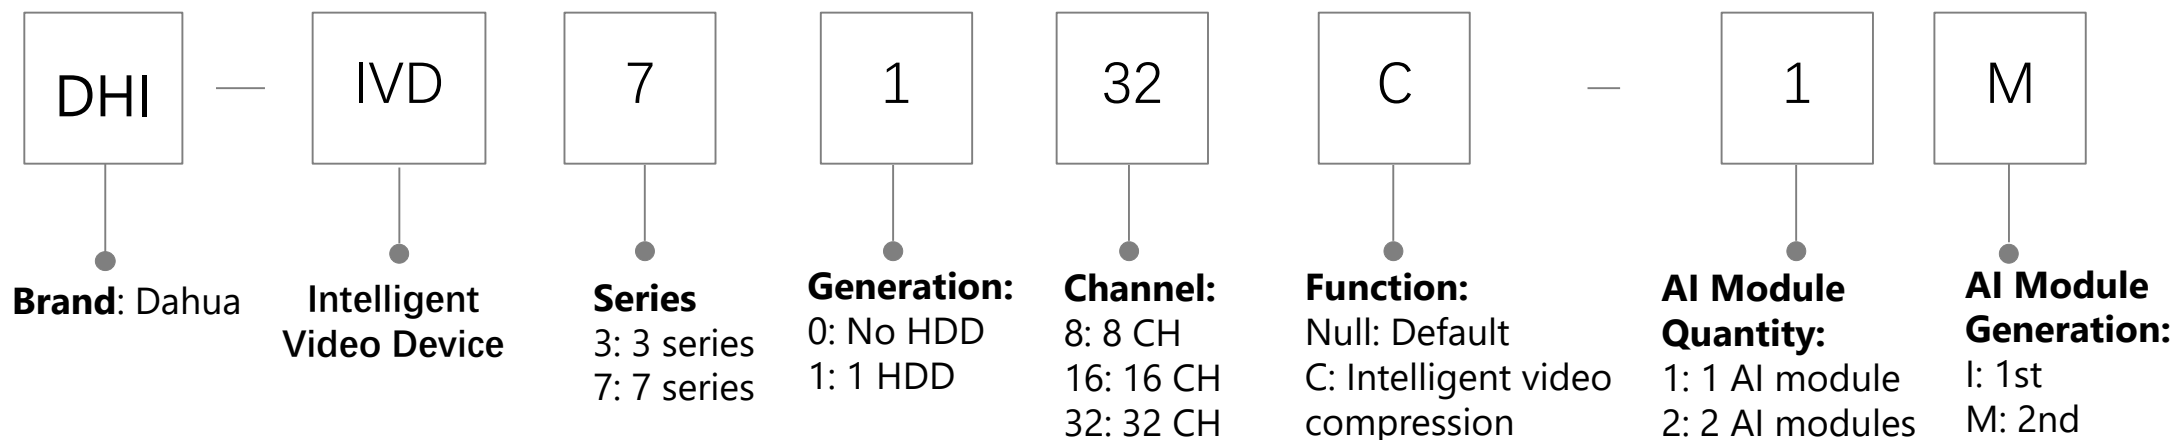 DHI — IVD 7 1 32 C — 1 M
Brand: Dahua
Intelligent
Video Device
Series
3: 3 series
7: 7 series
Generation:
0: No HDD
1: 1 HDD
Channel:
8: 8 CH
16: 16 CH
32: 32 CH
Function:
Null: Default
C: Intelligent video
compression
AI Module
Quantity:
1: 1 AI module
2: 2 AI modules
AI Module
Generation:
I: 1st
M: 2nd